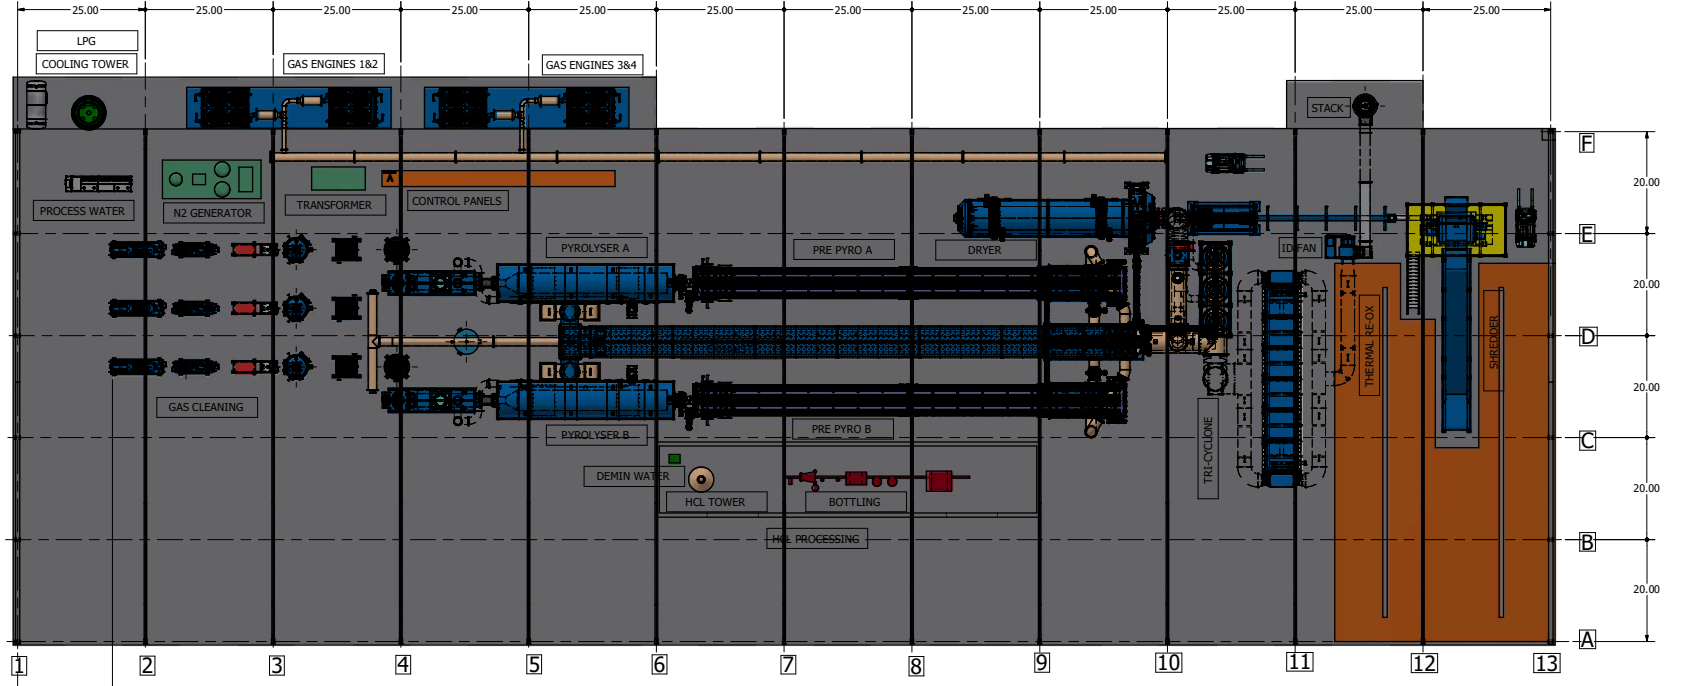 25.00 25.00 25.00 25.00 25.00 25.00 25.00 25.00 25.00 25.00 25.00 25.00
LPG
COOLING TOWER
GAS ENGINES 1&2
GAS ENGINES 3&4
STACK
F
PROCESS WATER
N2 GENERATOR
TRANSFORMER
A
CONTROL PANELS
20.00
E
PYROLYSER A
PRE PYRO A
DRYER
ID FAN
20.00
D
THERMAL RE-OX
SHREDDER
20.00
GAS CLEANING
PYROLYSER B
PRE PYRO B
TRI-CYCLONE
C
DEMIN WATER
HCL TOWER
BOTTLING
20.00
HCL PROCESSING
B
20.00
A
1 2 3 4 5 6 7 8 9 10 11 12 13